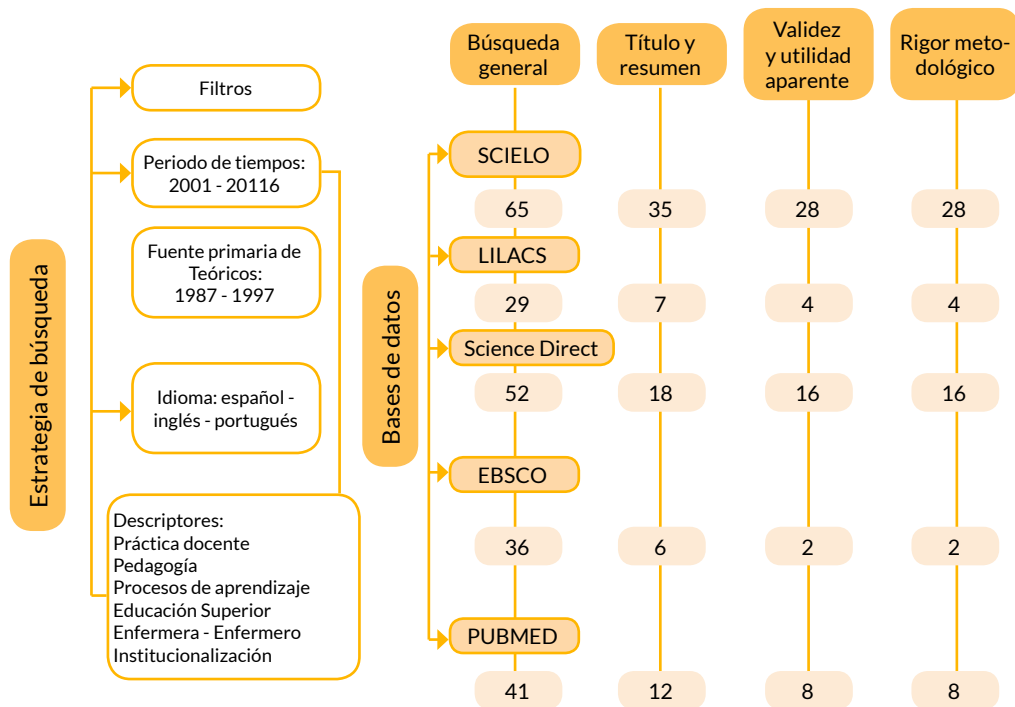 Estrategia de búsqueda
Filtros
Periodo de tiempos:
2001 - 20116
Fuente primaria de
Teóricos:
1987 - 1997
Idioma: español -
inglés - portugués
Descriptores:
Práctica docente
Pedagogía
Procesos de aprendizaje
Educación Superior
Enfermera - Enfermero
Institucionalización
Bases de datos
Búsqueda
general
Título y
resumen
Validez
y utilidad
aparente
Rigor meto-
dológico
SCIELO
65 35 28 28
LILACS
29 7 4 4
Science Direct
52 18 16 16
EBSCO
36 6 2 2
PUBMED
41 12 8 8